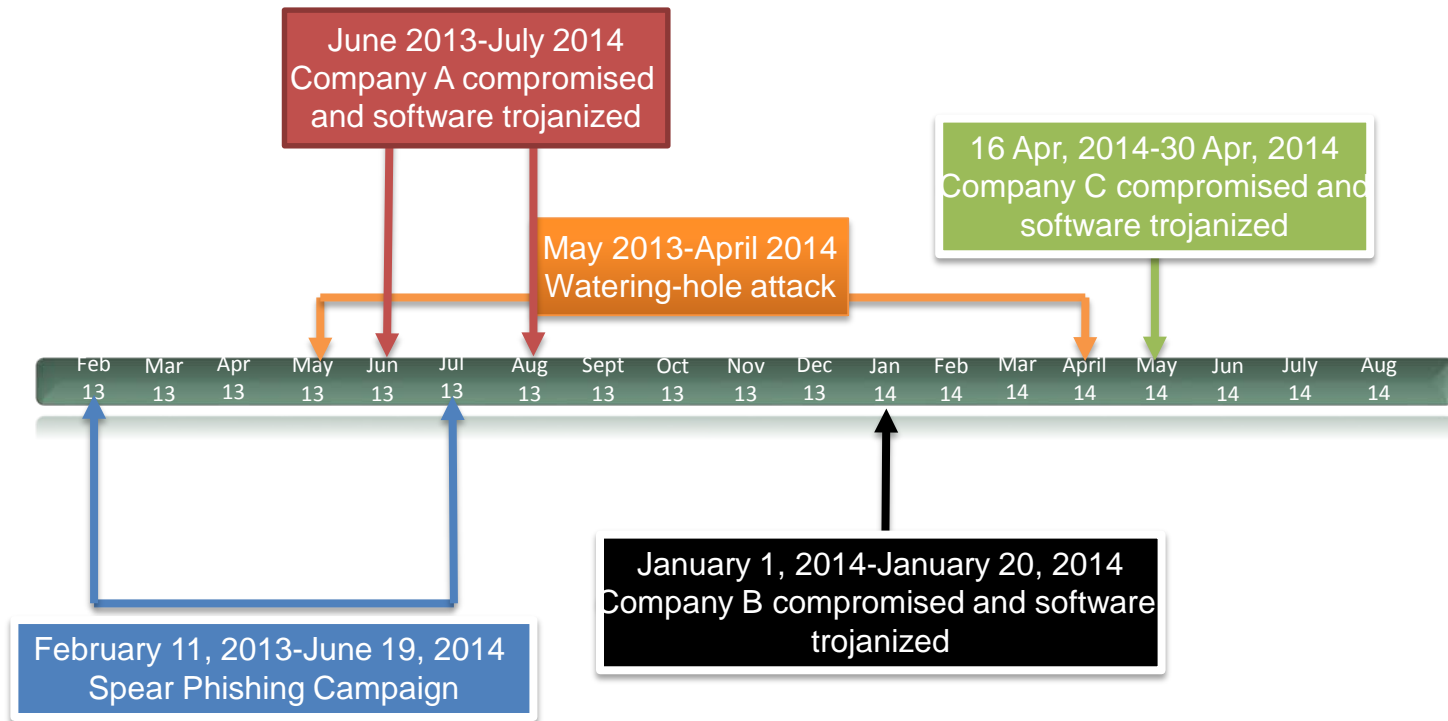 June 2013-July 2014
Company A compromised
and software trojanized
16 Apr, 2014-30 Apr, 2014
Company C compromised and
software trojanized
May 2013-April 2014
Watering-hole attack
Feb Mar Apr May Jun Jul Aug Sept Oct Nov Dec Jan Feb Mar April May Jun July Aug
13 13 13 13 13 13 13 13 13 13 13 14 14 14 14 14 14 14 14
January 1, 2014-January 20, 2014
Company B compromised and software
trojanized
February 11, 2013-June 19, 2014
Spear Phishing Campaign